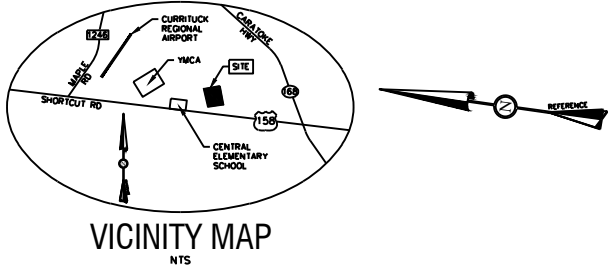 CURRITUCK
REGIONAL
AIRPORT
CARATOKE
HWY
1246
YMCA
SITE
MAPLE
RD
SHORTCUT RD
168
158
CENTRAL
ELEMENTARY
SCHOOL
N
REFERENCE
VICINITY MAP
NTS